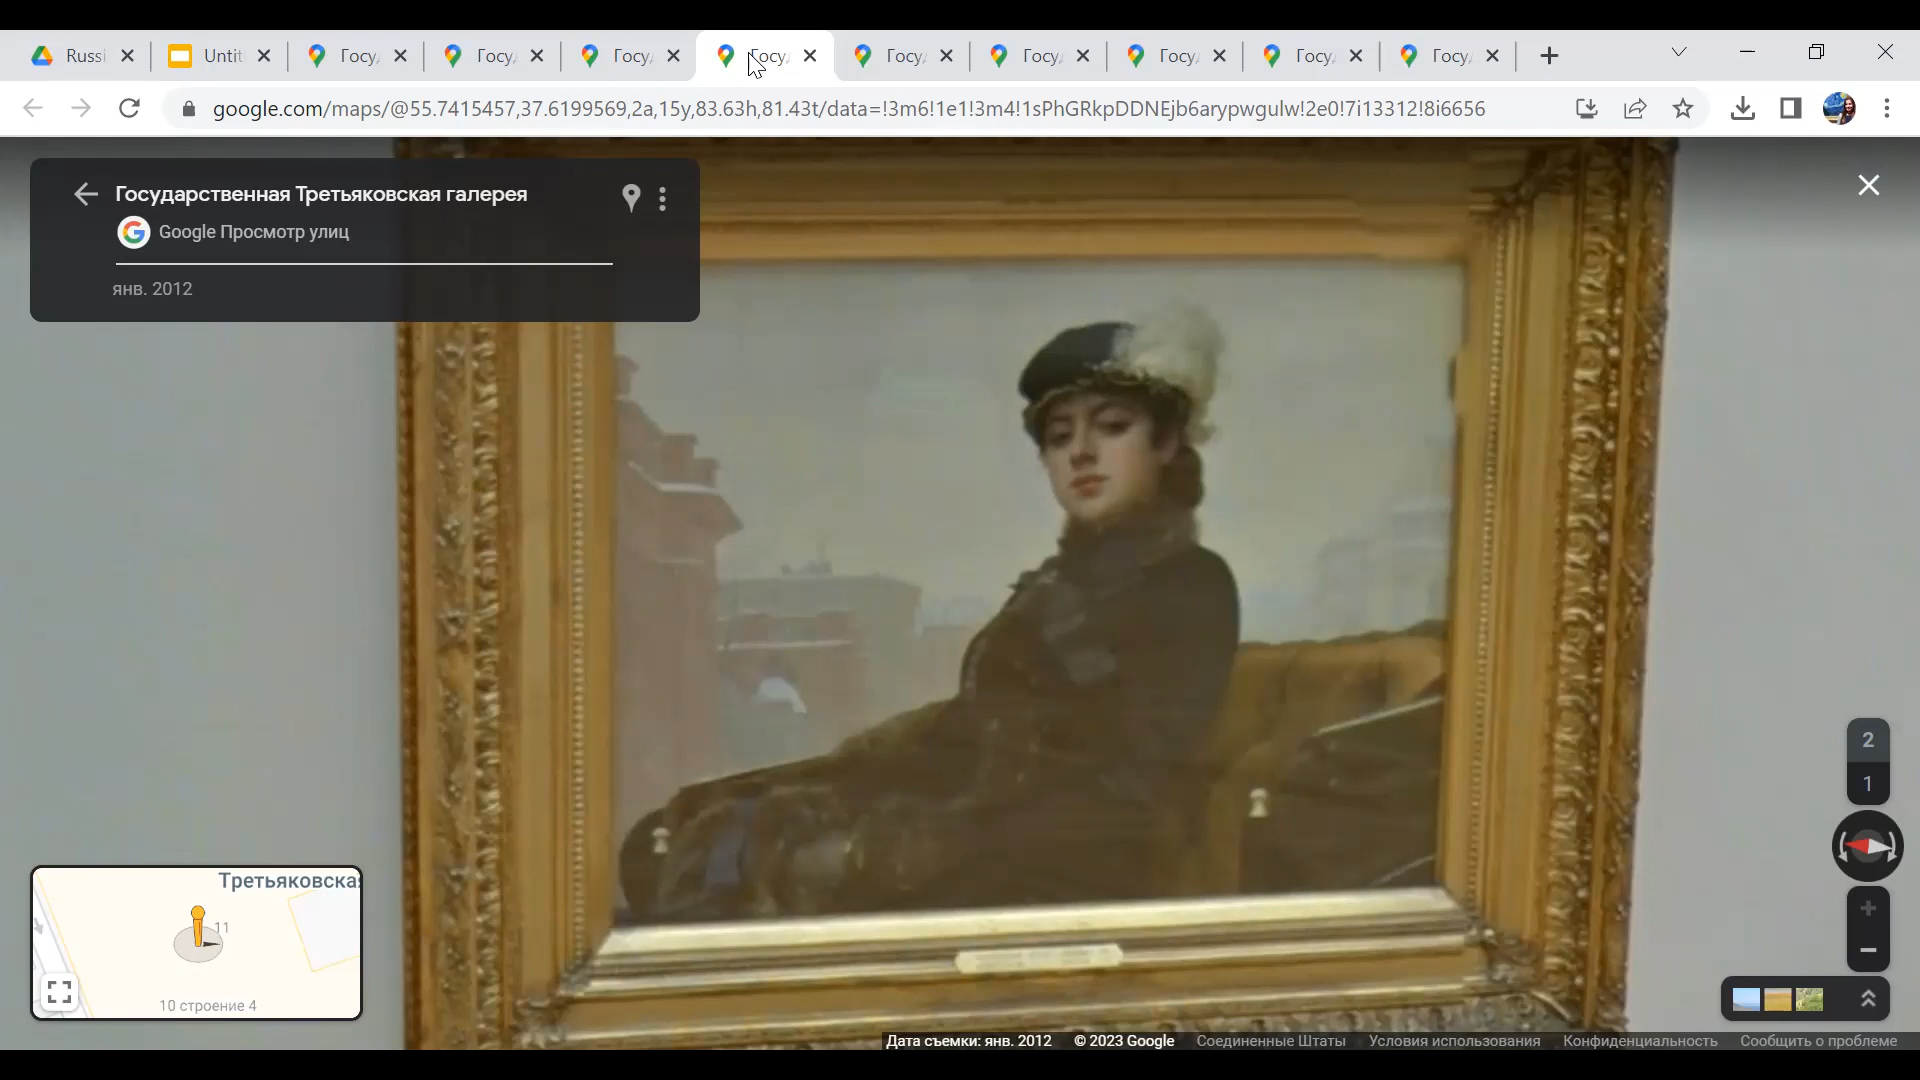 Russi
Untit
Госу
Госу
Госу
Госу
Госу
Госу
Госу
Госу
Госу
google.com/maps/@55.7415457,37.6199569,2a,15y,83.63h,81.43t/data=!3m6!1e1!3m4!1sPhGRkpDDNEjb6arypwgulw!2e0!7i13312!8i6656
Государственная Третьяковская галерея
Google Просмотр улиц
янв. 2012
2
1
Третьяковска
11
10 строение 4
Дата съемки: янв. 2012 © 2023 Google Соединенные Штаты Условия использования Конфиденциальность Сообщить о проблеме